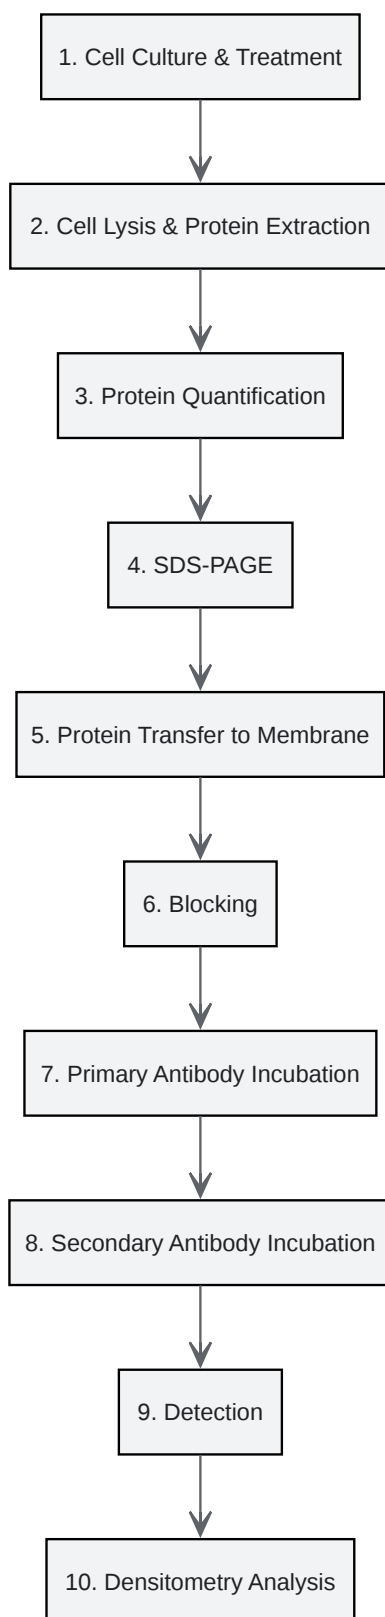 1. Cell Culture & Treatment
2. Cell Lysis & Protein Extraction
3. Protein Quantification
4. SDS-PAGE
5. Protein Transfer to Membrane
6. Blocking
7. Primary Antibody Incubation
8. Secondary Antibody Incubation
9. Detection
10. Densitometry Analysis